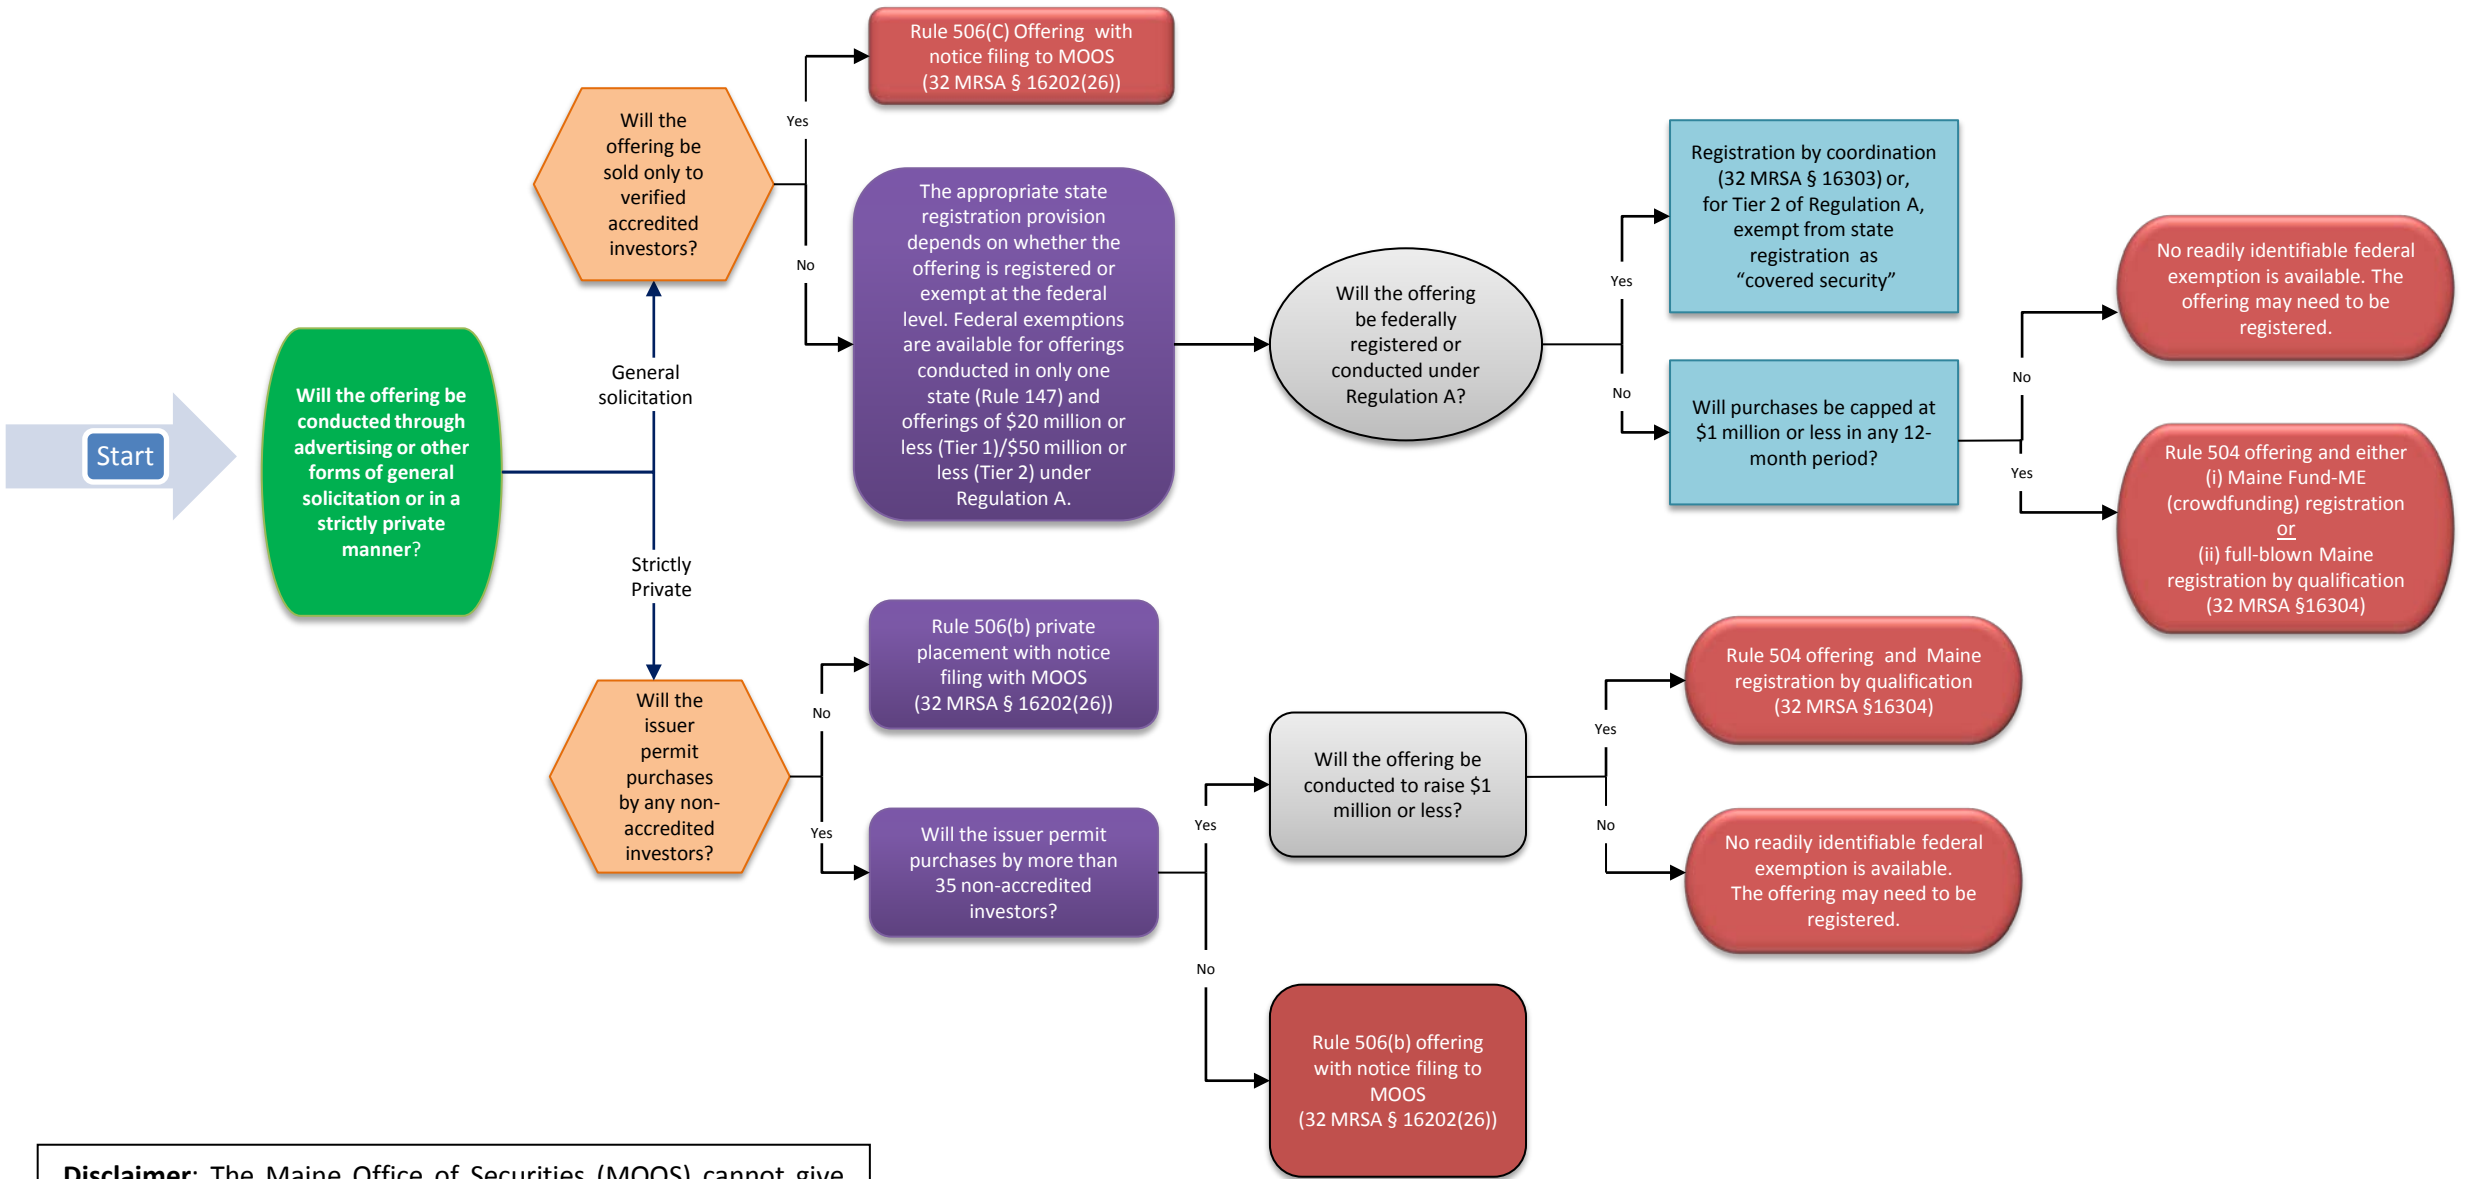 Start
Will the offering be
conducted through
advertising or other
forms of general
solicitation or in a
strictly private
manner?
General
solicitation
Strictly
Private
Will the
offering be
sold only to
verified
accredited
investors?
Yes
No
Rule 506(C) Offering with
notice filing to MOOS
(32 MRSA § 16202(26))
The appropriate state
registration provision
depends on whether the
offering is registered or
exempt at the federal
level. Federal exemptions
are available for offerings
conducted in only one
state (Rule 147) and
offerings of $20 million or
less (Tier 1)/$50 million or
less (Tier 2) under
Regulation A.
Will the offering
be federally
registered or
conducted under
Regulation A?
Yes
No
Registration by coordination
(32 MRSA § 16303) or,
for Tier 2 of Regulation A,
exempt from state
registration as
“covered security”
Will purchases be capped at
$1 million or less in any 12-
month period?
No
Yes
No readily identifiable federal
exemption is available. The
offering may need to be
registered.
Rule 504 offering and either
(i) Maine Fund-ME
(crowdfunding) registration
or
(ii) full-blown Maine
registration by qualification
(32 MRSA §16304)
Will the
issuer
permit
purchases
by any non-
accredited
investors?
No
Yes
Rule 506(b) private
placement with notice
filing with MOOS
(32 MRSA § 16202(26))
Will the issuer permit
purchases by more than
35 non-accredited
investors?
Yes
No
Will the offering be
conducted to raise $1
million or less?
Yes
No
Rule 504 offering and Maine
registration by qualification
(32 MRSA §16304)
No readily identifiable federal
exemption is available.
The offering may need to be
registered.
Rule 506(b) offering
with notice filing to
MOOS
(32 MRSA § 16202(26))
Disclaimer: The Maine Office of Securities (MOOS) cannot give